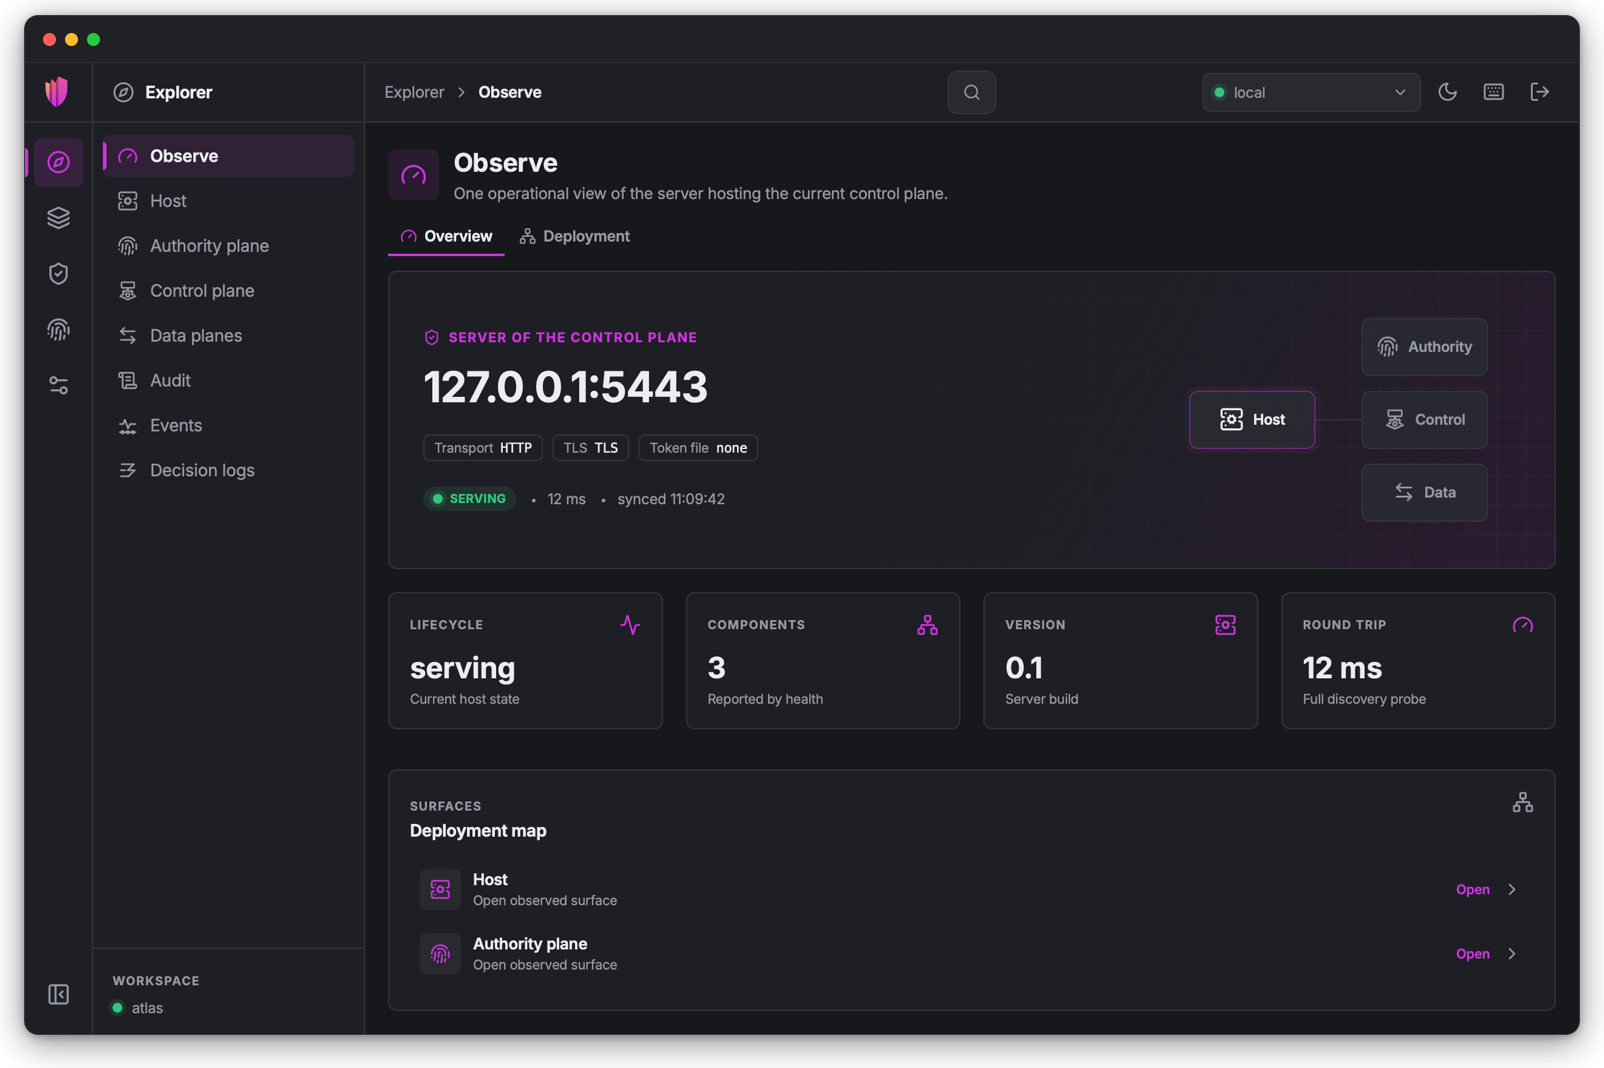 Explorer
Explorer
Observe
local
Observe
Host
Authority plane
Control plane
Data planes
Audit
Events
Decision logs
WORKSPACE
atlas
Observe
One operational view of the server hosting the current control plane.
Overview
Deployment
SERVER OF THE CONTROL PLANE
127.0.0.1:5443
Transport HTTP
TLS TLS
Token file none
SERVING • 12 ms • synced 11:09:42
Host
Authority
Control
Data
LIFECYCLE
serving
Current host state
COMPONENTS
3
Reported by health
VERSION
0.1
Server build
ROUND TRIP
12 ms
Full discovery probe
SURFACES
Deployment map
Host
Open observed surface
Open
Authority plane
Open observed surface
Open